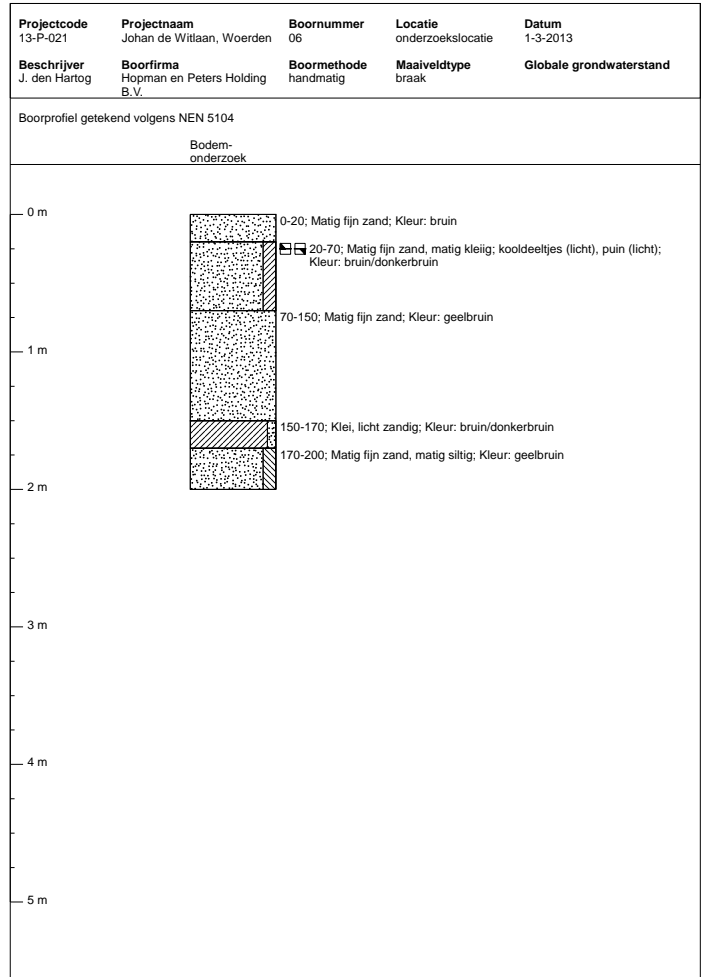 Projectcode Projectnaam Boornummer Locatie Datum
13-P-021 Johan de Witlaan, Woerden 06 onderzoekslocatie 1-3-2013
Beschrijver Boorfirma Boormethode Maaiveldtype Globale grondwaterstand
J. den Hartog Hopman en Peters Holding handmatig braak
B.V.
Boorprofiel getekend volgens NEN 5104
Bodem-
onderzoek
0 m
0-20; Matig fijn zand; Kleur: bruin
20-70; Matig fijn zand, matig kleiig; kooldeeltjes (licht), puin (licht);
Kleur: bruin/donkerbruin
70-150; Matig fijn zand; Kleur: geelbruin
1 m
150-170; Klei, licht zandig; Kleur: bruin/donkerbruin
170-200; Matig fijn zand, matig siltig; Kleur: geelbruin
2 m
3 m
4 m
5 m